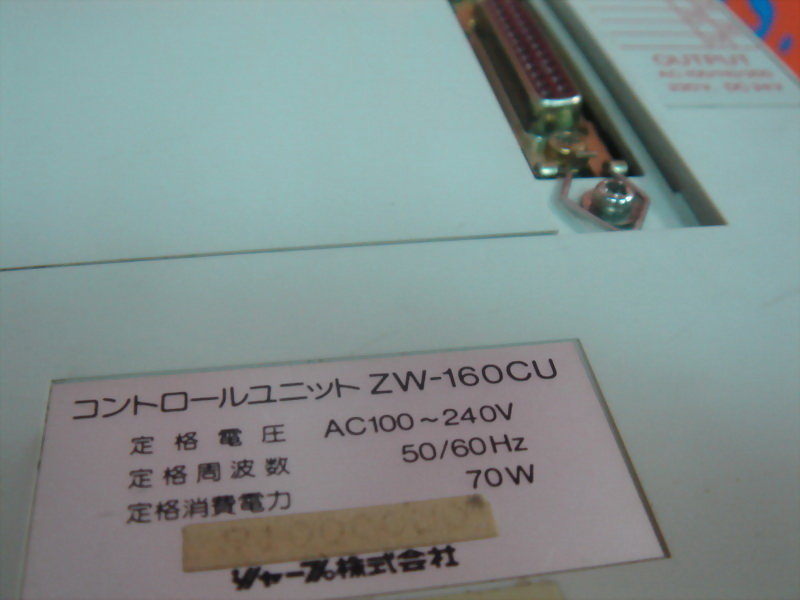 OUTPUT
コントロールユニット ZW-160CU
定格電圧 AC100～240V
定格周波数 50/60Hz
定格消費電力 70W
シャープ株式会社